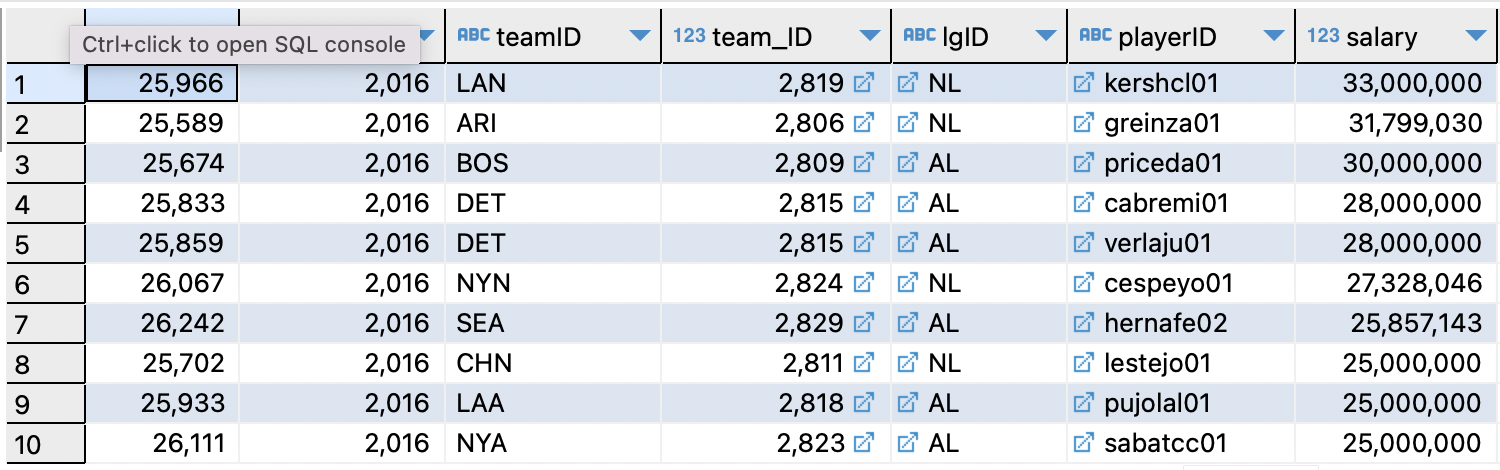 Ctrl+click to open SQL console ABC teamID 123 team_ID ABC lgID ABC playerID 123 salary
1 25,966 2,016 LAN 2,819 NL kershcl01 33,000,000
2 25,589 2,016 ARI 2,806 NL greinza01 31,799,030
3 25,674 2,016 BOS 2,809 AL priceda01 30,000,000
4 25,833 2,016 DET 2,815 AL cabremi01 28,000,000
5 25,859 2,016 DET 2,815 AL verlaju01 28,000,000
6 26,067 2,016 NYN 2,824 NL cespeyo01 27,328,046
7 26,242 2,016 SEA 2,829 AL hernafe02 25,857,143
8 25,702 2,016 CHN 2,811 NL lestejo01 25,000,000
9 25,933 2,016 LAA 2,818 AL pujolal01 25,000,000
10 26,111 2,016 NYA 2,823 AL sabatcc01 25,000,000